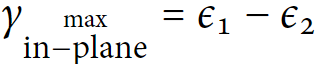 γ max in−plane = ϵ₁ − ϵ₂